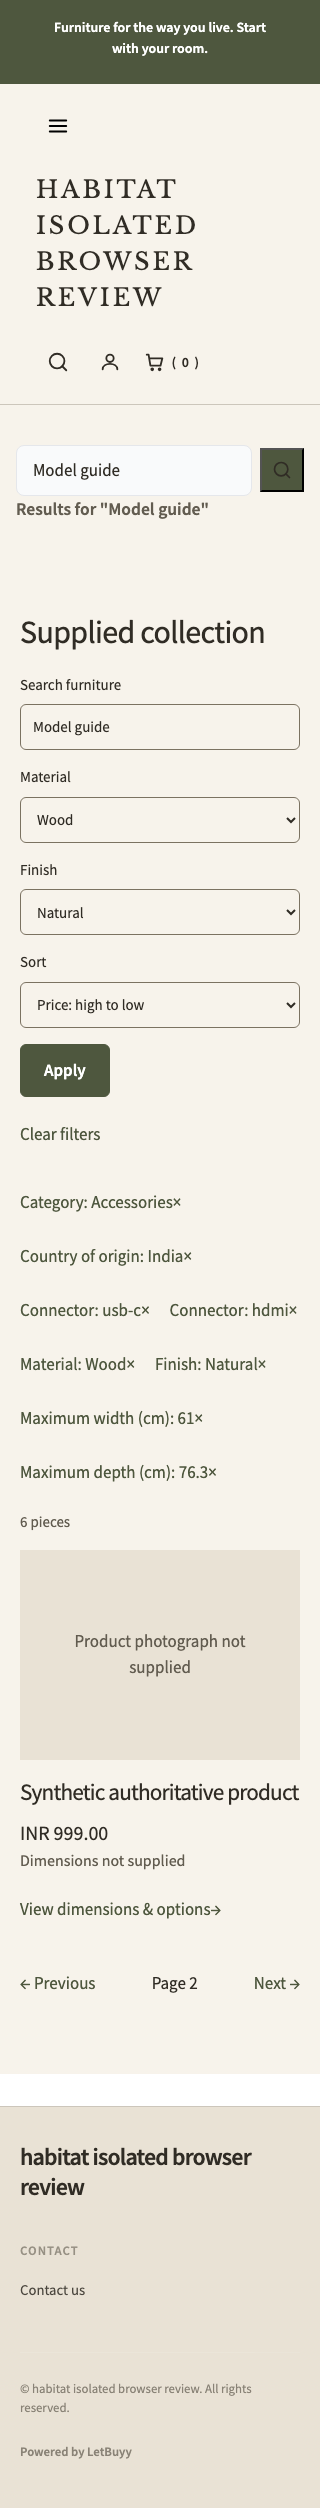 Furniture for the way you live. Start
with your room.
HABITAT
ISOLATED
BROWSER
REVIEW
( 0 )
Model guide
Results for "Model guide"
Supplied collection
Search furniture
Model guide
Material
Wood
Finish
Natural
Sort
Price: high to low
Apply
Clear filters
Category: Accessories×
Country of origin: India×
Connector: usb-c× Connector: hdmi×
Material: Wood× Finish: Natural×
Maximum width (cm): 61×
Maximum depth (cm): 76.3×
6 pieces
Product photograph not
supplied
Synthetic authoritative product
INR 999.00
Dimensions not supplied
View dimensions & options→
← Previous Page 2 Next →
habitat isolated browser
review
CONTACT
Contact us
© habitat isolated browser review. All rights
reserved.
Powered by LetBuyy